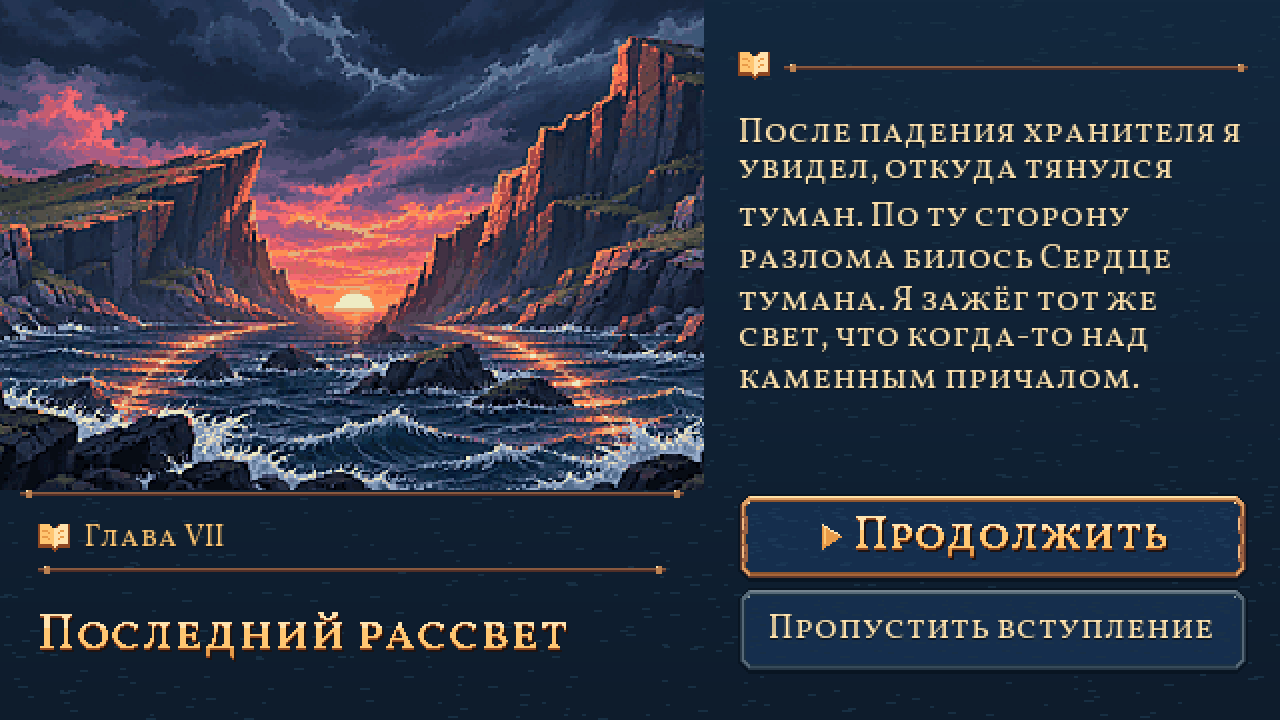 После падения хранителя я
увидел, откуда тянулся
туман. По ту сторону
разлома билось Сердце
тумана. Я зажёг тот же
свет, что когда-то над
каменным причалом.
Глава VII
Последний рассвет
Продолжить
Пропустить вступление